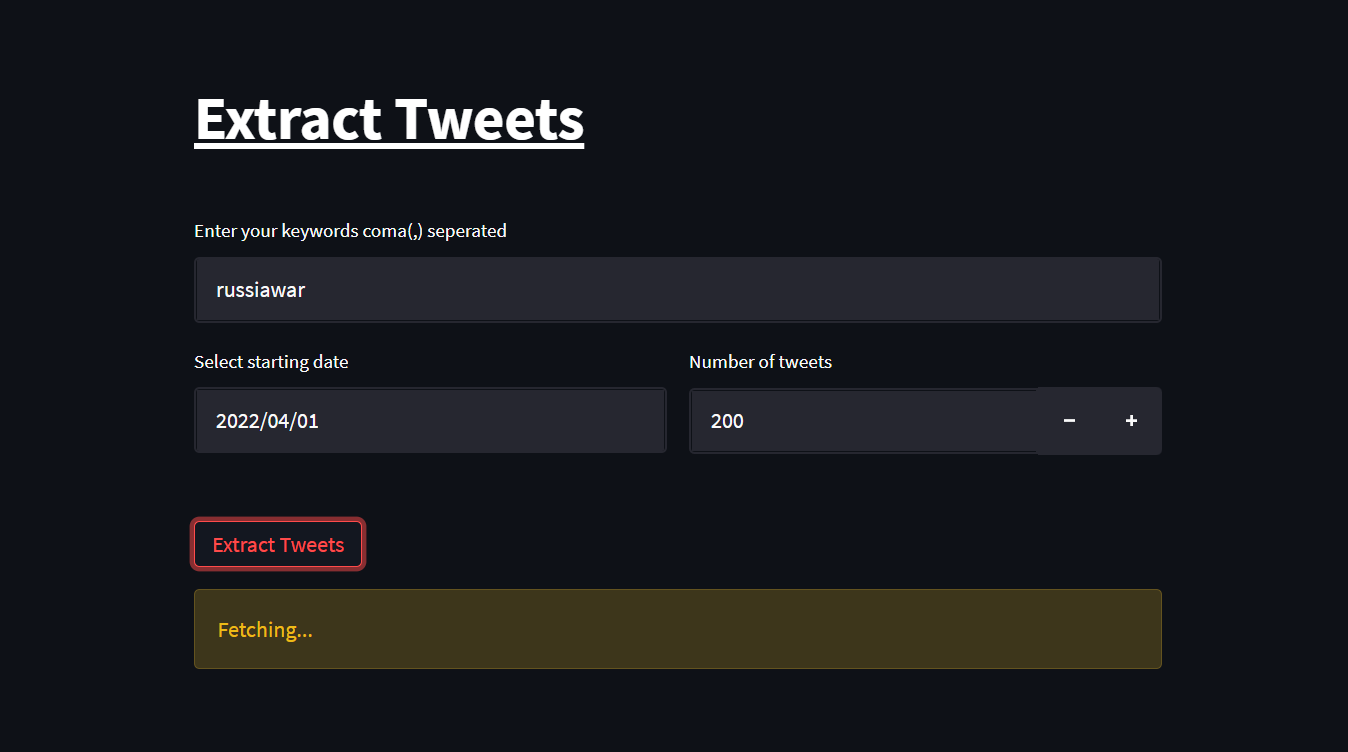 Extract Tweets
Enter your keywords coma(,) seperated
russiawar
Select starting date
Number of tweets
2022/04/01
200
−
+
Extract Tweets
Fetching...